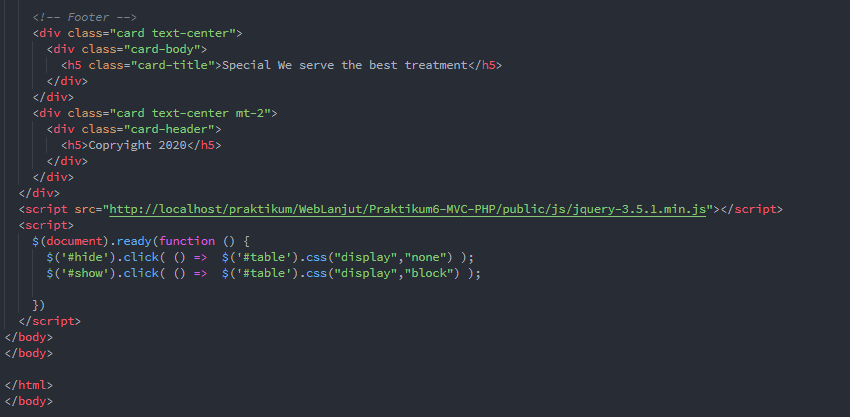 <!-- Footer -->
<div class="card text-center">
<div class="card-body">
<h5 class="card-title">Special We serve the best treatment</h5>
</div>
</div>
<div class="card text-center mt-2">
<div class="card-header">
<h5>Copryight 2020</h5>
</div>
</div>
</div>
<script src="http://localhost/praktikum/WebLanjut/Praktikum6-MVC-PHP/public/js/jquery-3.5.1.min.js"></script>
<script>
$(document).ready(function () {
$('#hide').click( () =>  $('#table').css("display","none") );
$('#show').click( () =>  $('#table').css("display","block") );
})
</script>
</body>
</body>
</html>
</body>